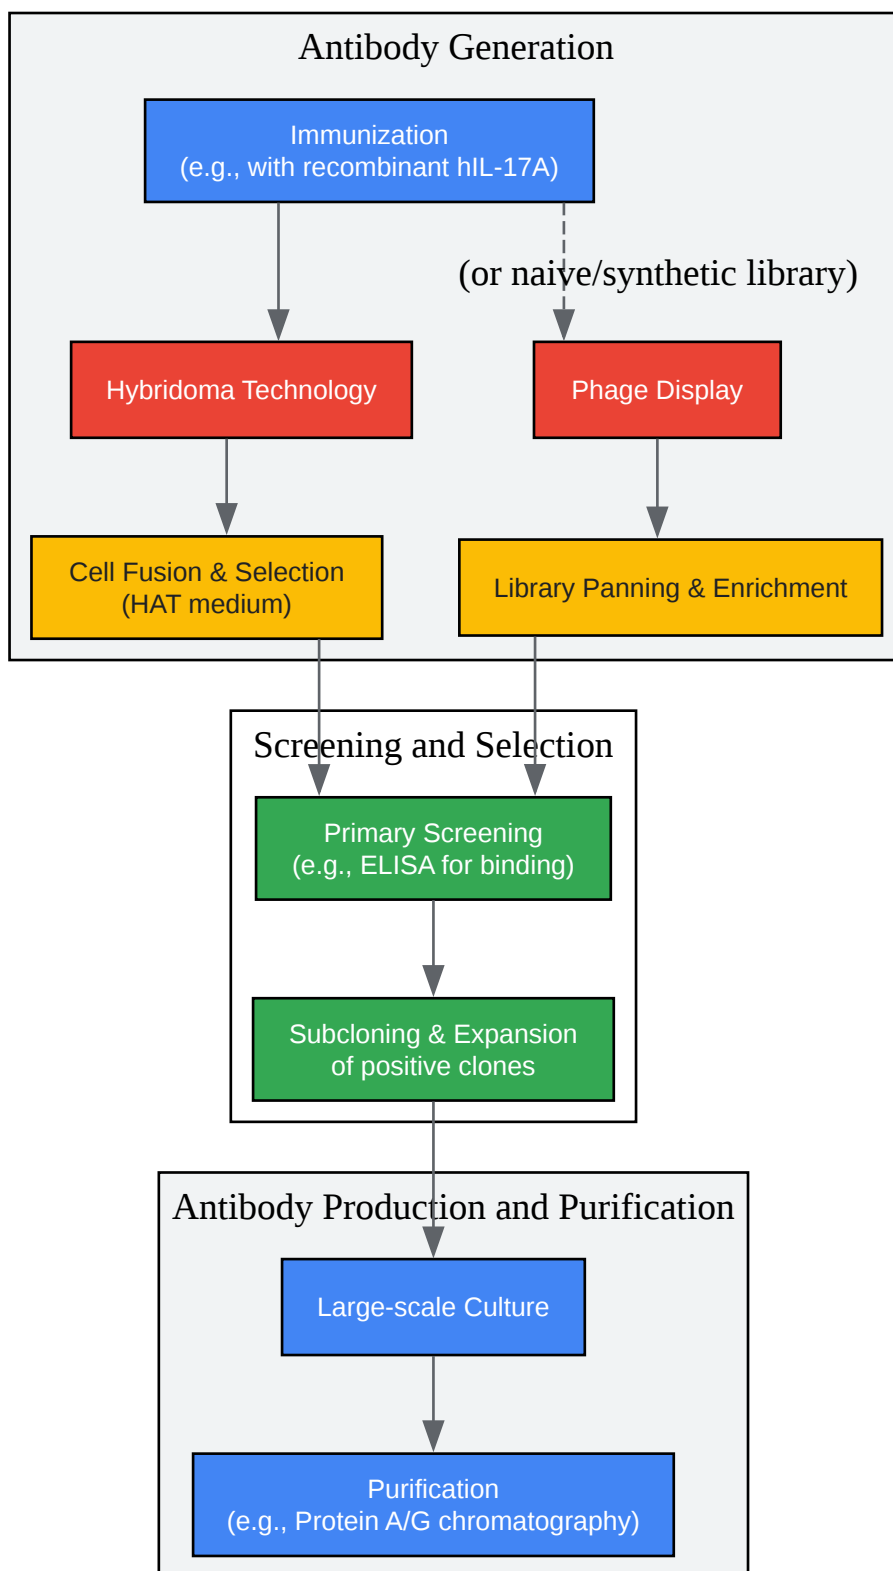 Antibody Generation
Immunization
(e.g., with recombinant hIL-17A)
(or naive/synthetic library)
Hybridoma Technology
Phage Display
Cell Fusion & Selection
(HAT medium)
Library Panning & Enrichment
Screening and Selection
Primary Screening
(e.g., ELISA for binding)
Subcloning & Expansion
of positive clones
Antibody Production and Purification
Large-scale Culture
Purification
(e.g., Protein A/G chromatography)